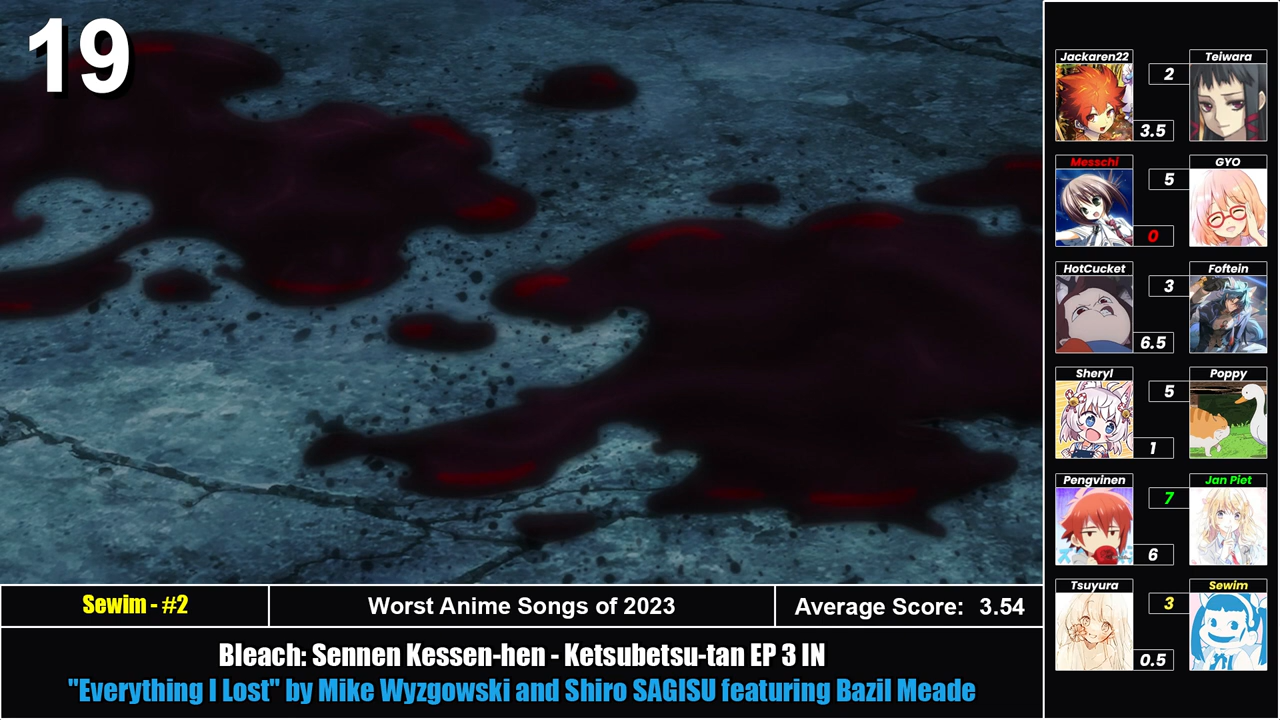 19
Jackaren22
Teiwara
2
3.5
Messchi
GYO
5
0
HotCucket
Foftein
3
6.5
Sheryl
Poppy
5
1
Pengvinen
Jan Piet
7
6
Tsuyura
Sewim
3
0.5
Sewim - #2
Worst Anime Songs of 2023
Average Score: 3.54
Bleach: Sennen Kessen-hen - Ketsubetsu-tan EP 3 IN
"Everything I Lost" by Mike Wyzgowski and Shiro SAGISU featuring Bazil Meade